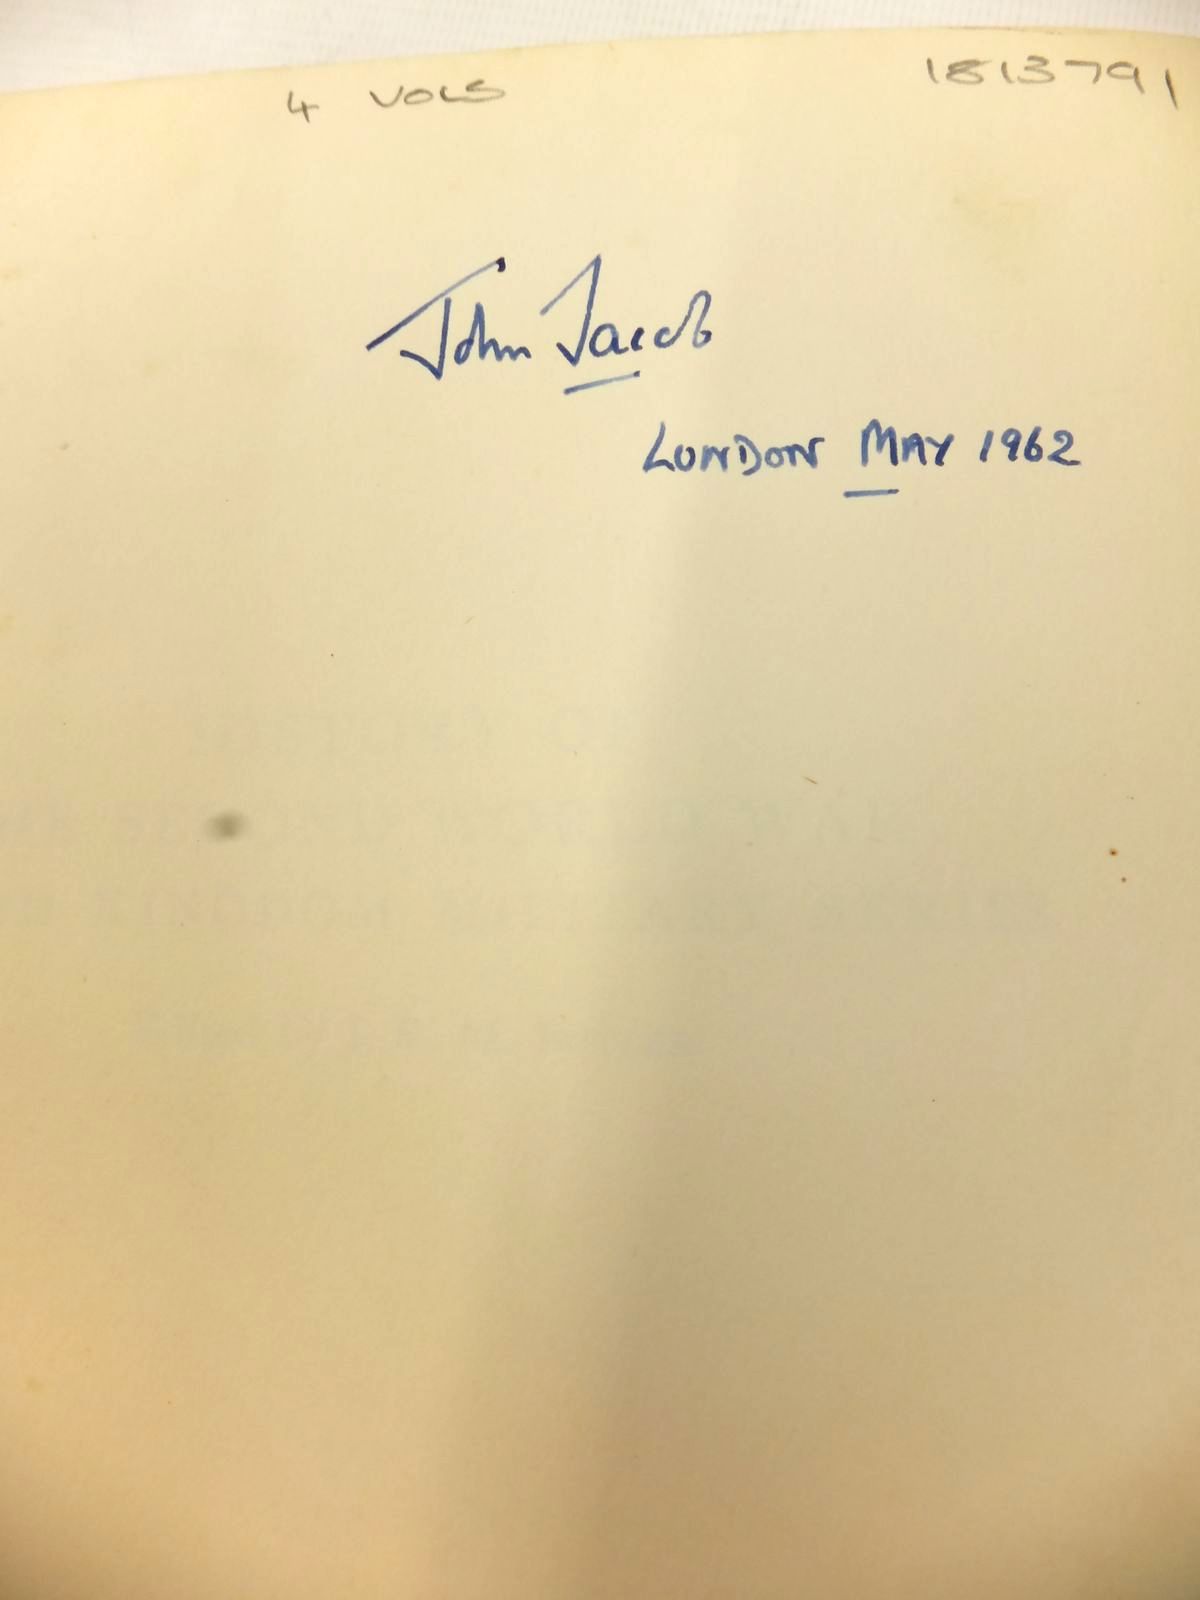 4 VOLS 1813791
John Jacob
LONDON MAY 1962